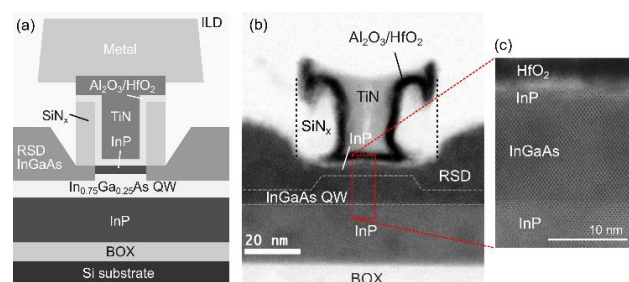 (a)
ILD
Metal
Al₂O₃/HfO₂
SiNₓ
TiN
InP
RSD
InGaAs
In₀.₇₅Ga₀.₂₅As QW
InP
BOX
Si substrate
(b)
Al₂O₃/HfO₂
TiN
SiNₓ
InP
RSD
InGaAs QW
InP
20 nm
BOX
(c)
HfO₂
InP
InGaAs
InP
10 nm